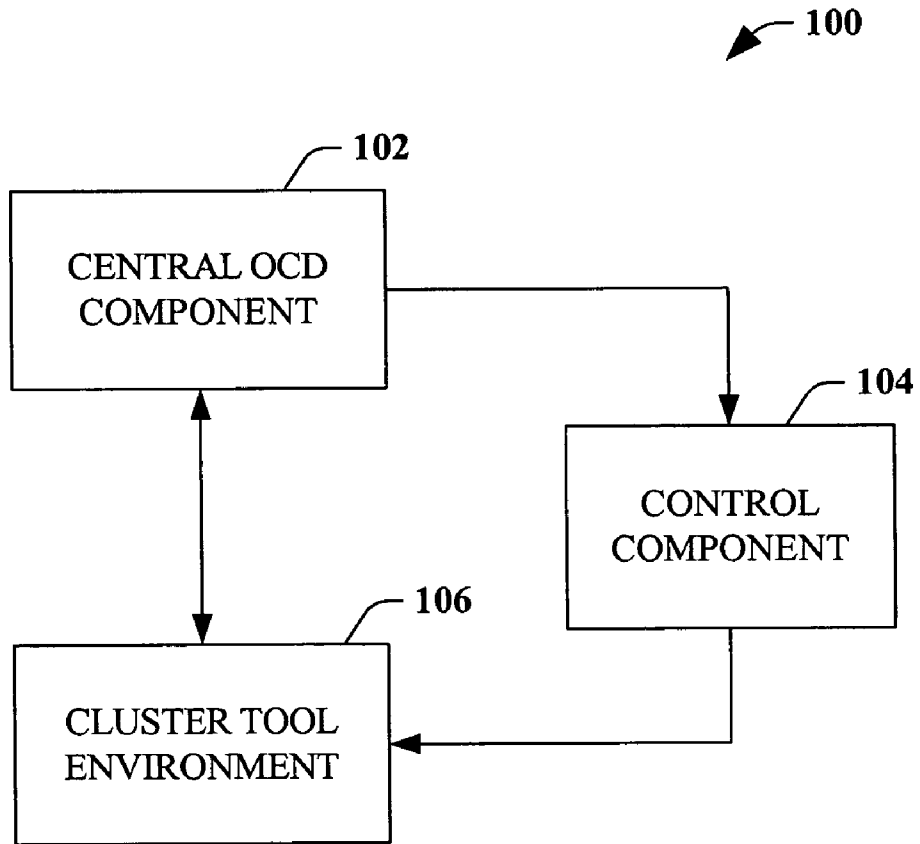 100
102
CENTRAL OCD
COMPONENT
104
CONTROL
COMPONENT
106
CLUSTER TOOL
ENVIRONMENT